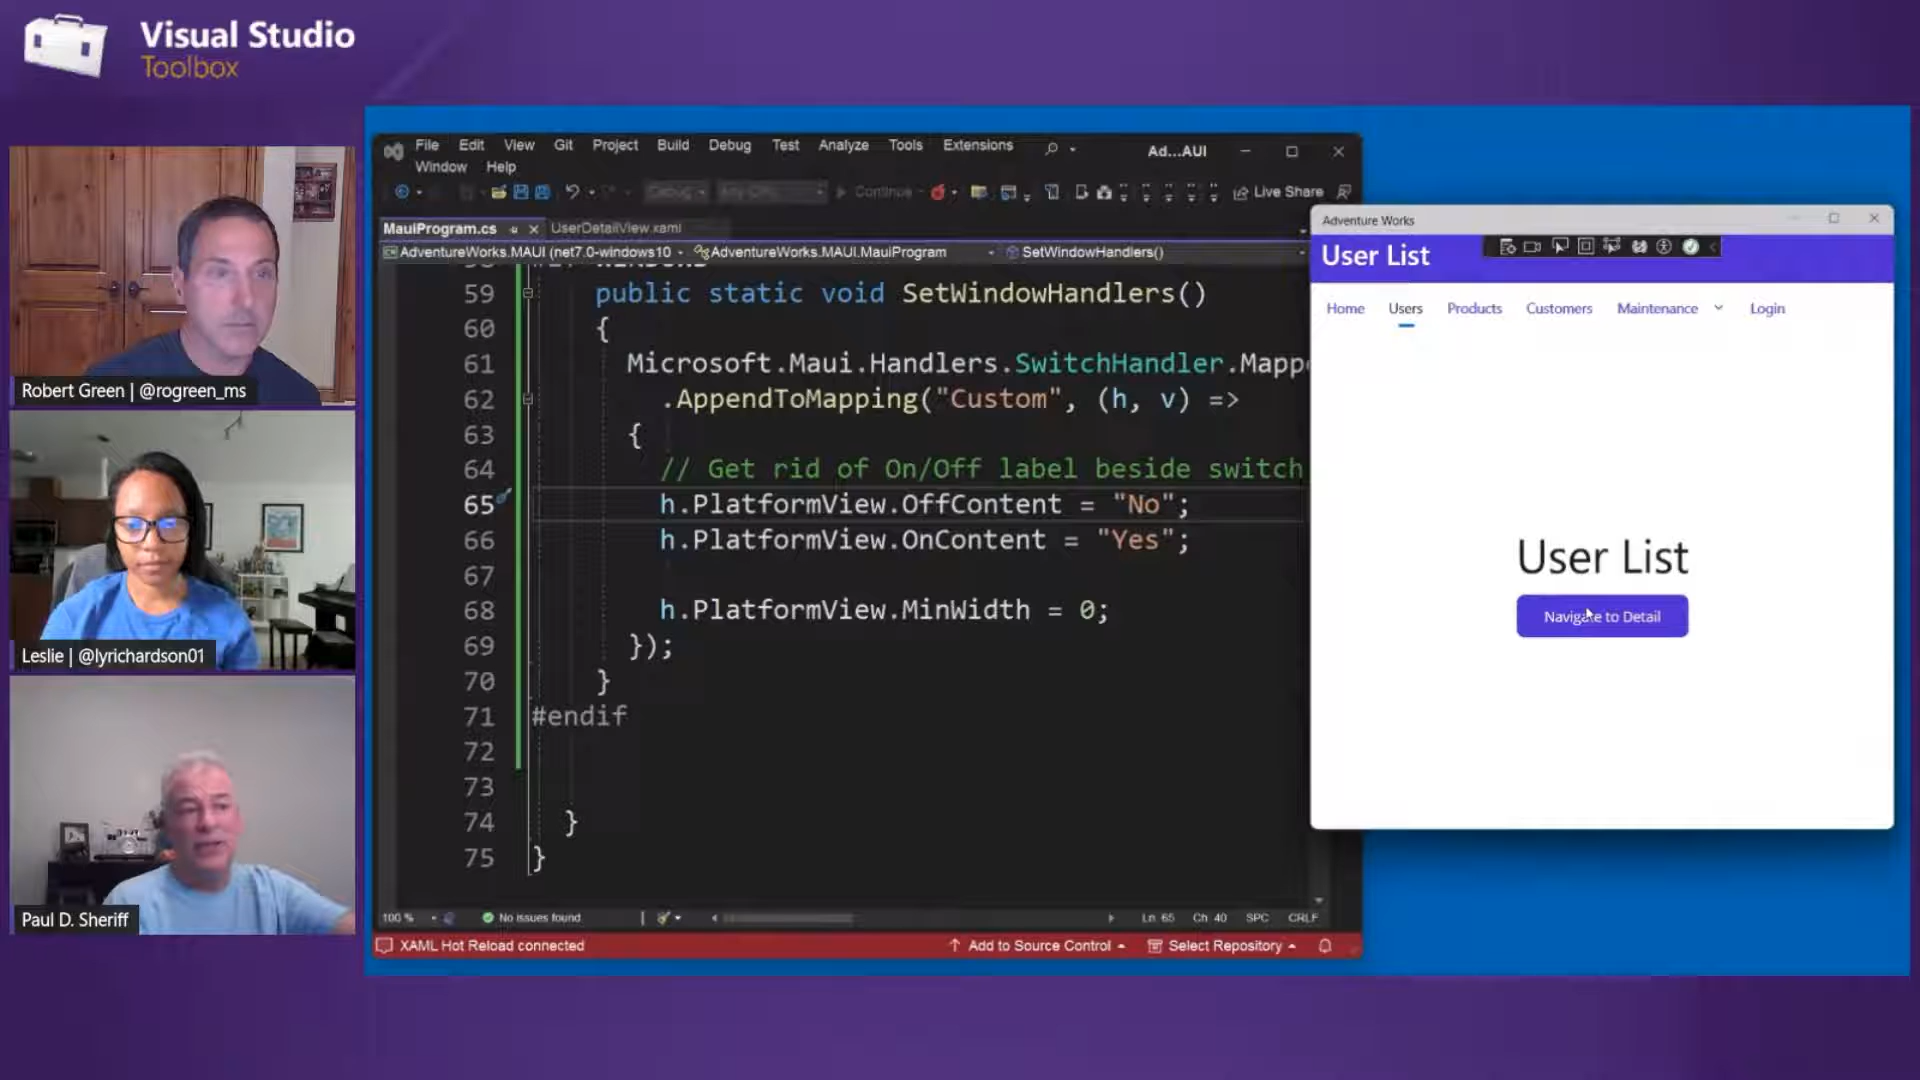 Visual Studio
Toolbox
Robert Green | @rogreen_ms
Leslie | @lyrichardson01
Paul D. Sheriff
File Edit View Git Project Build Debug Test Analyze Tools Extensions
Window Help
Ad...AUI
Continue
Live Share
MauiProgram.cs
UserDetailView.xaml
AdventureWorks.MAUI (net7.0-windows10
AdventureWorks.MAUI.MauiProgram
SetWindowHandlers()
59 public static void SetWindowHandlers()
60 {
61 Microsoft.Maui.Handlers.SwitchHandler.Mapp
62 .AppendToMapping("Custom", (h, v) =>
63 {
64 // Get rid of On/Off label beside switch
65 h.PlatformView.OffContent = "No";
66 h.PlatformView.OnContent = "Yes";
67
68 h.PlatformView.MinWidth = 0;
69 });
70 }
71 #endif
72
73
74 }
75 }
100 %
No issues found
Ln: 65 Ch: 40 SPC CRLF
XAML Hot Reload connected
Add to Source Control
Select Repository
Adventure Works
User List
Home Users Products Customers Maintenance Login
User List
Navigate to Detail